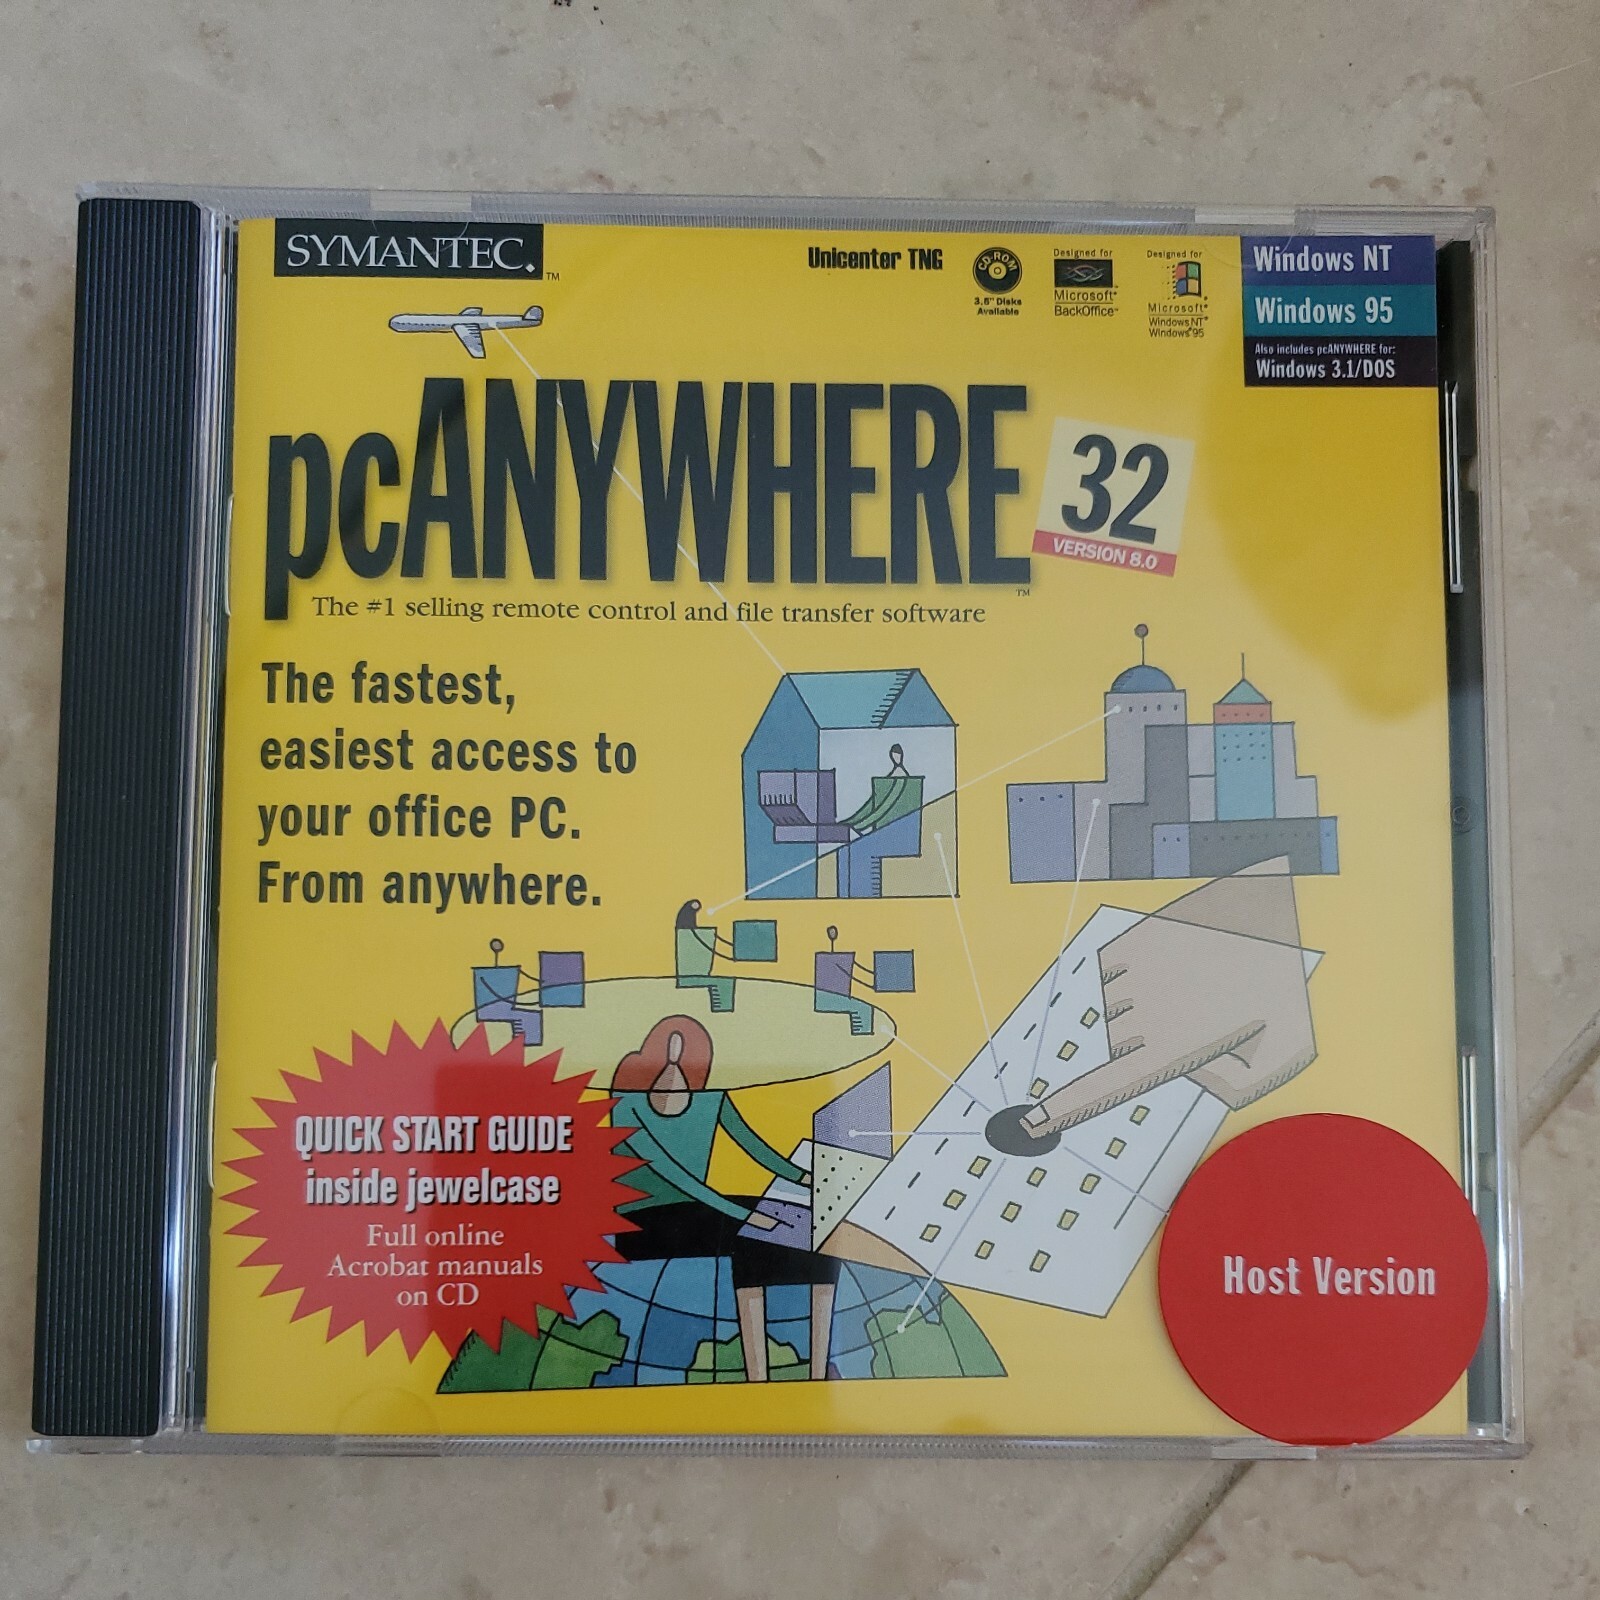 SYMANTEC.™
Unicenter TNG
CD-ROM
3.5" Disks
Available
Designed for
Microsoft®
BackOffice™
Designed for
Microsoft®
Windows NT®
Windows®95
Windows NT
Windows 95
Also includes pcANYWHERE for:
Windows 3.1/DOS
pcANYWHERE™
32
VERSION 8.0
The #1 selling remote control and file transfer software
The fastest,
easiest access to
your office PC.
From anywhere.
QUICK START GUIDE
inside jewelcase
Full online
Acrobat manuals
on CD
Host Version